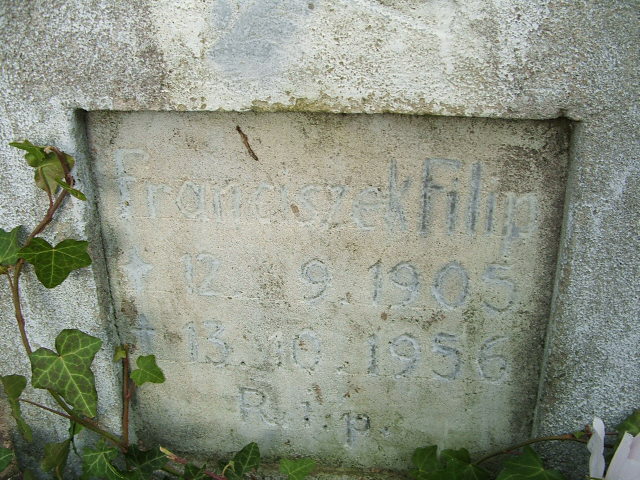 Franciszek Filip
* 12. 9. 1905
† 13. 10. 1956
R.i.p.